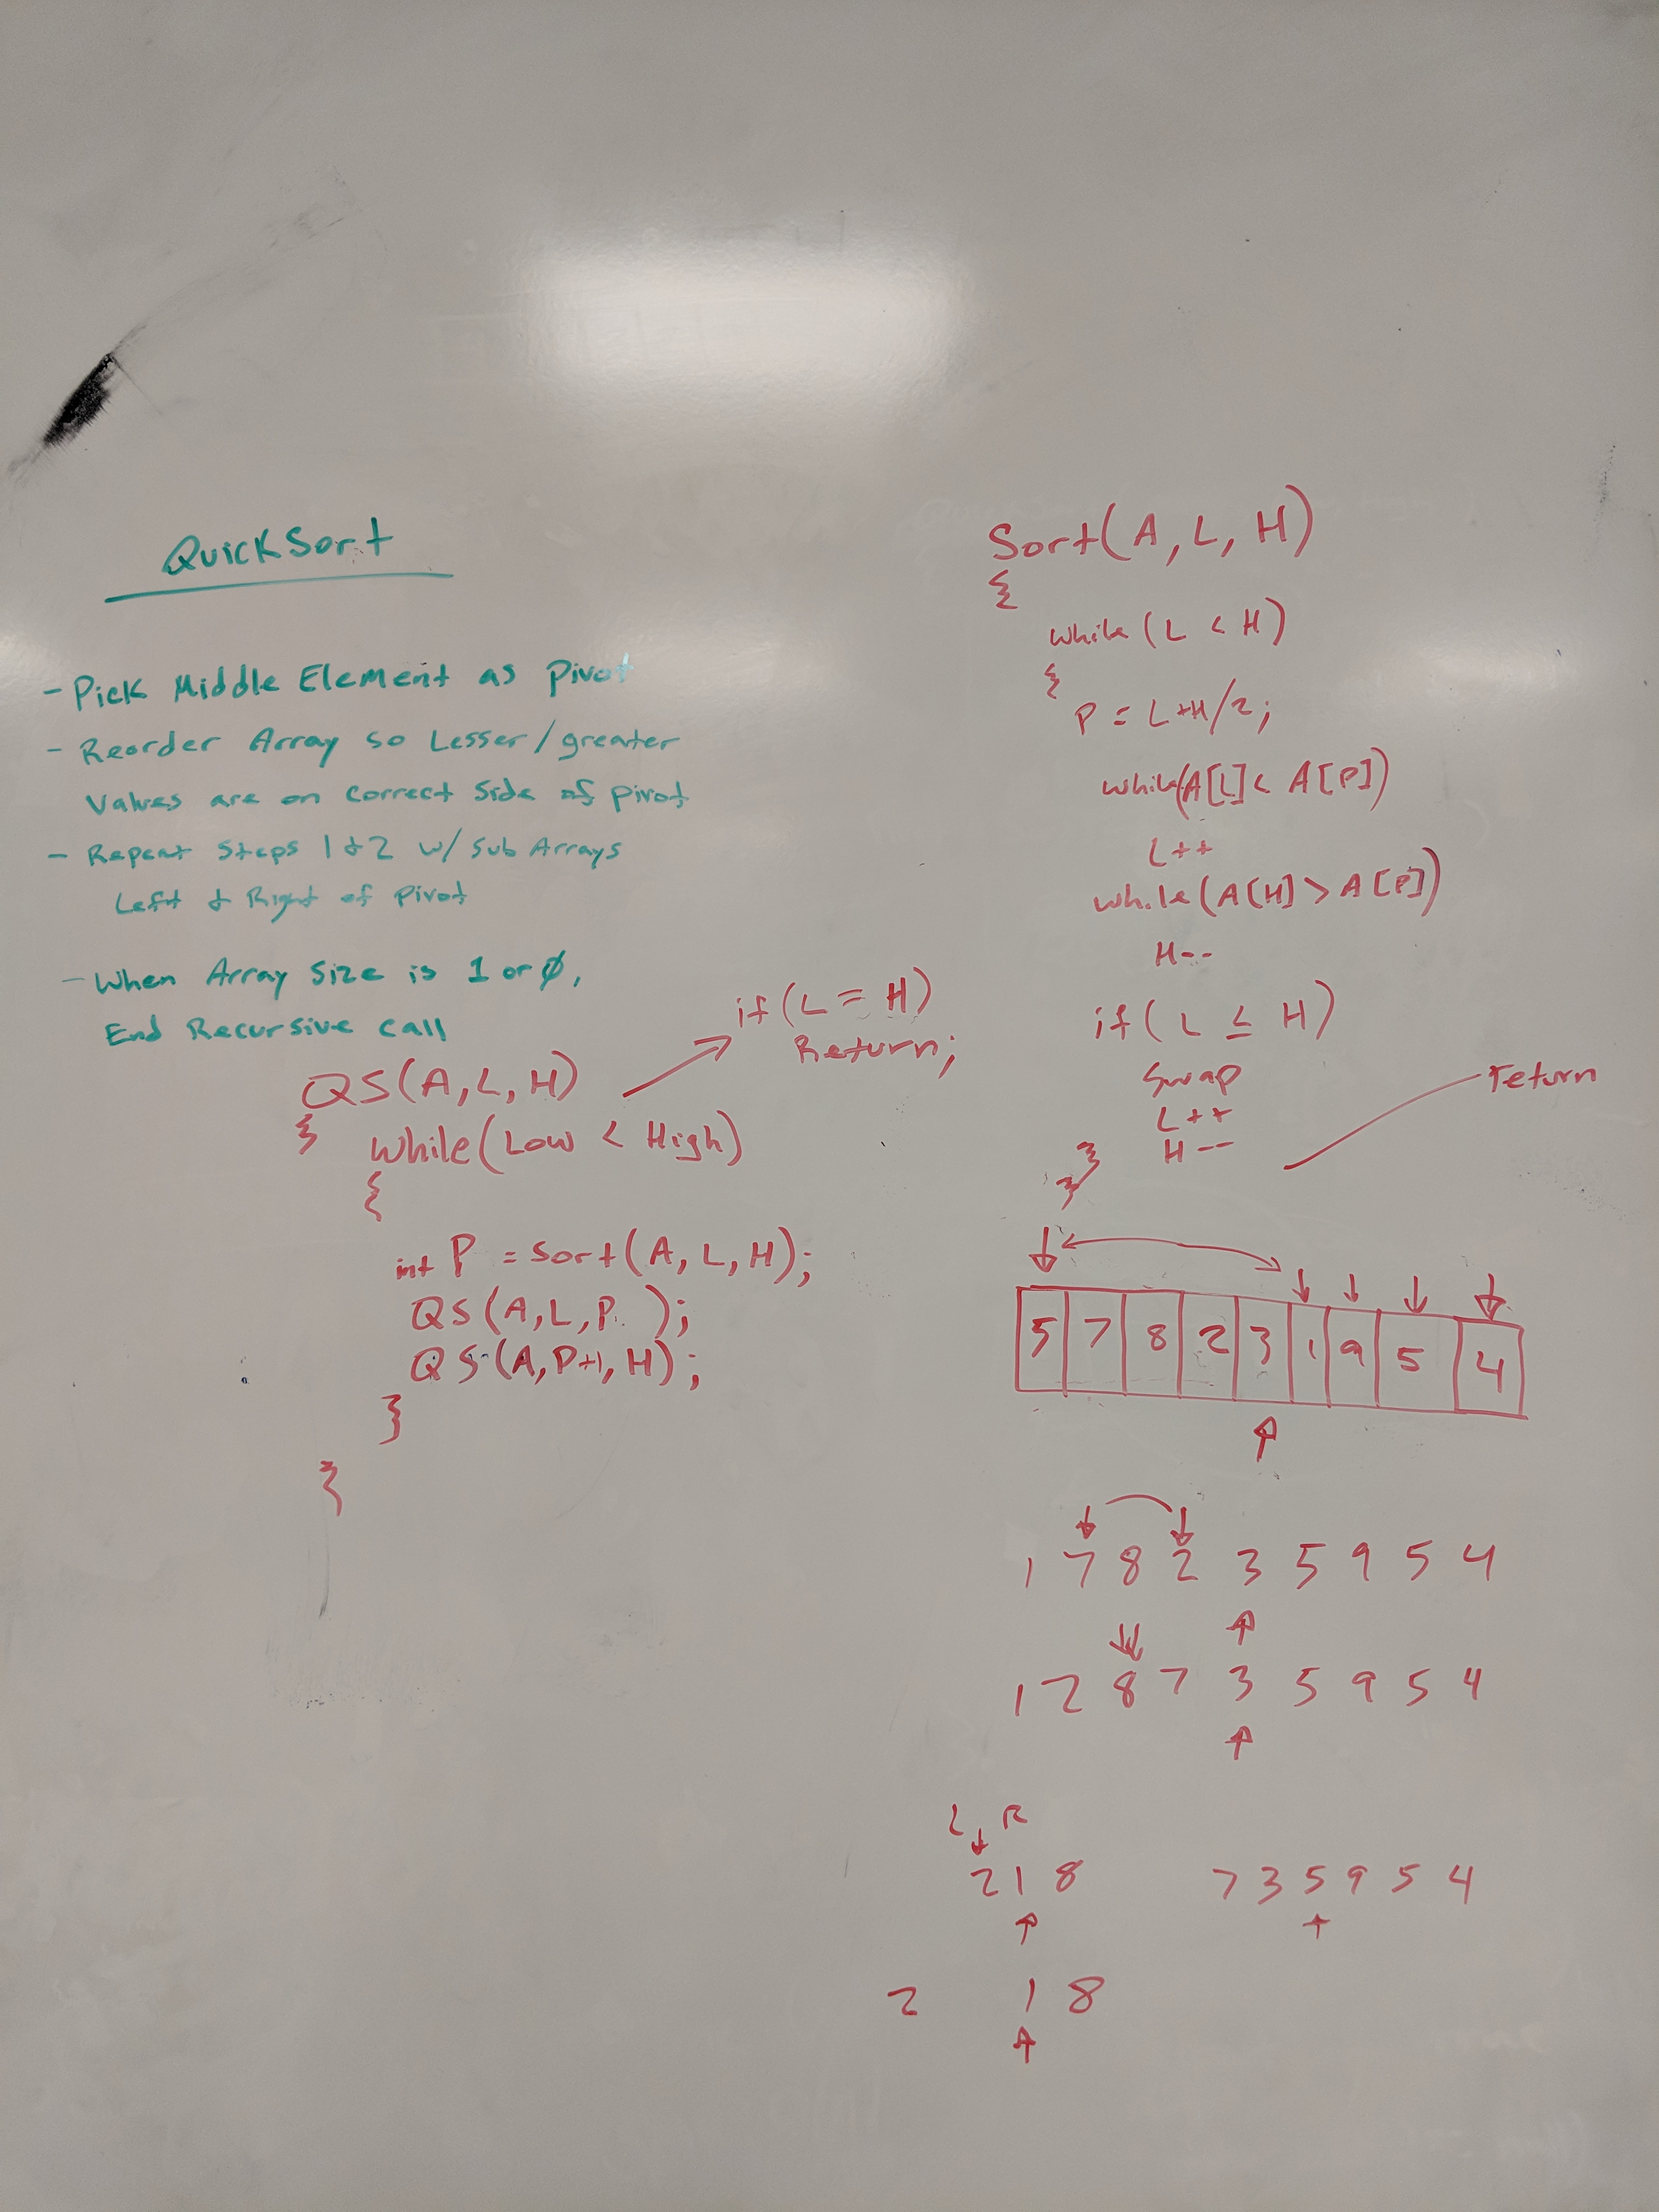 QuickSort
- Pick Middle Element as Pivot
- Reorder Array so Lesser/greater
Values are on correct Side of pivot
- Repeat Steps 1 & 2 w/ Sub Arrays
Left & Right of Pivot
- When Array Size is 1 or Ø,
End Recursive call
if (L = H)
Return;
QS(A, L, H)
{
while (Low < High)
{
int P = Sort(A, L, H);
QS(A, L, P );
QS(A, P+1, H);
}
}
Sort(A, L, H)
{
while (L < H)
{
P = L+H/2;
while(A[L] < A[P])
L++
while(A[H] > A[P])
H--
if (L ≤ H)
Swap
L++
H--
}
}
return
5 7 8 2 3 1 9 5 4
1 7 8 2 3 5 9 5 4
1 2 8 7 3 5 9 5 4
L R
2 1 8 7 3 5 9 5 4
2 1 8